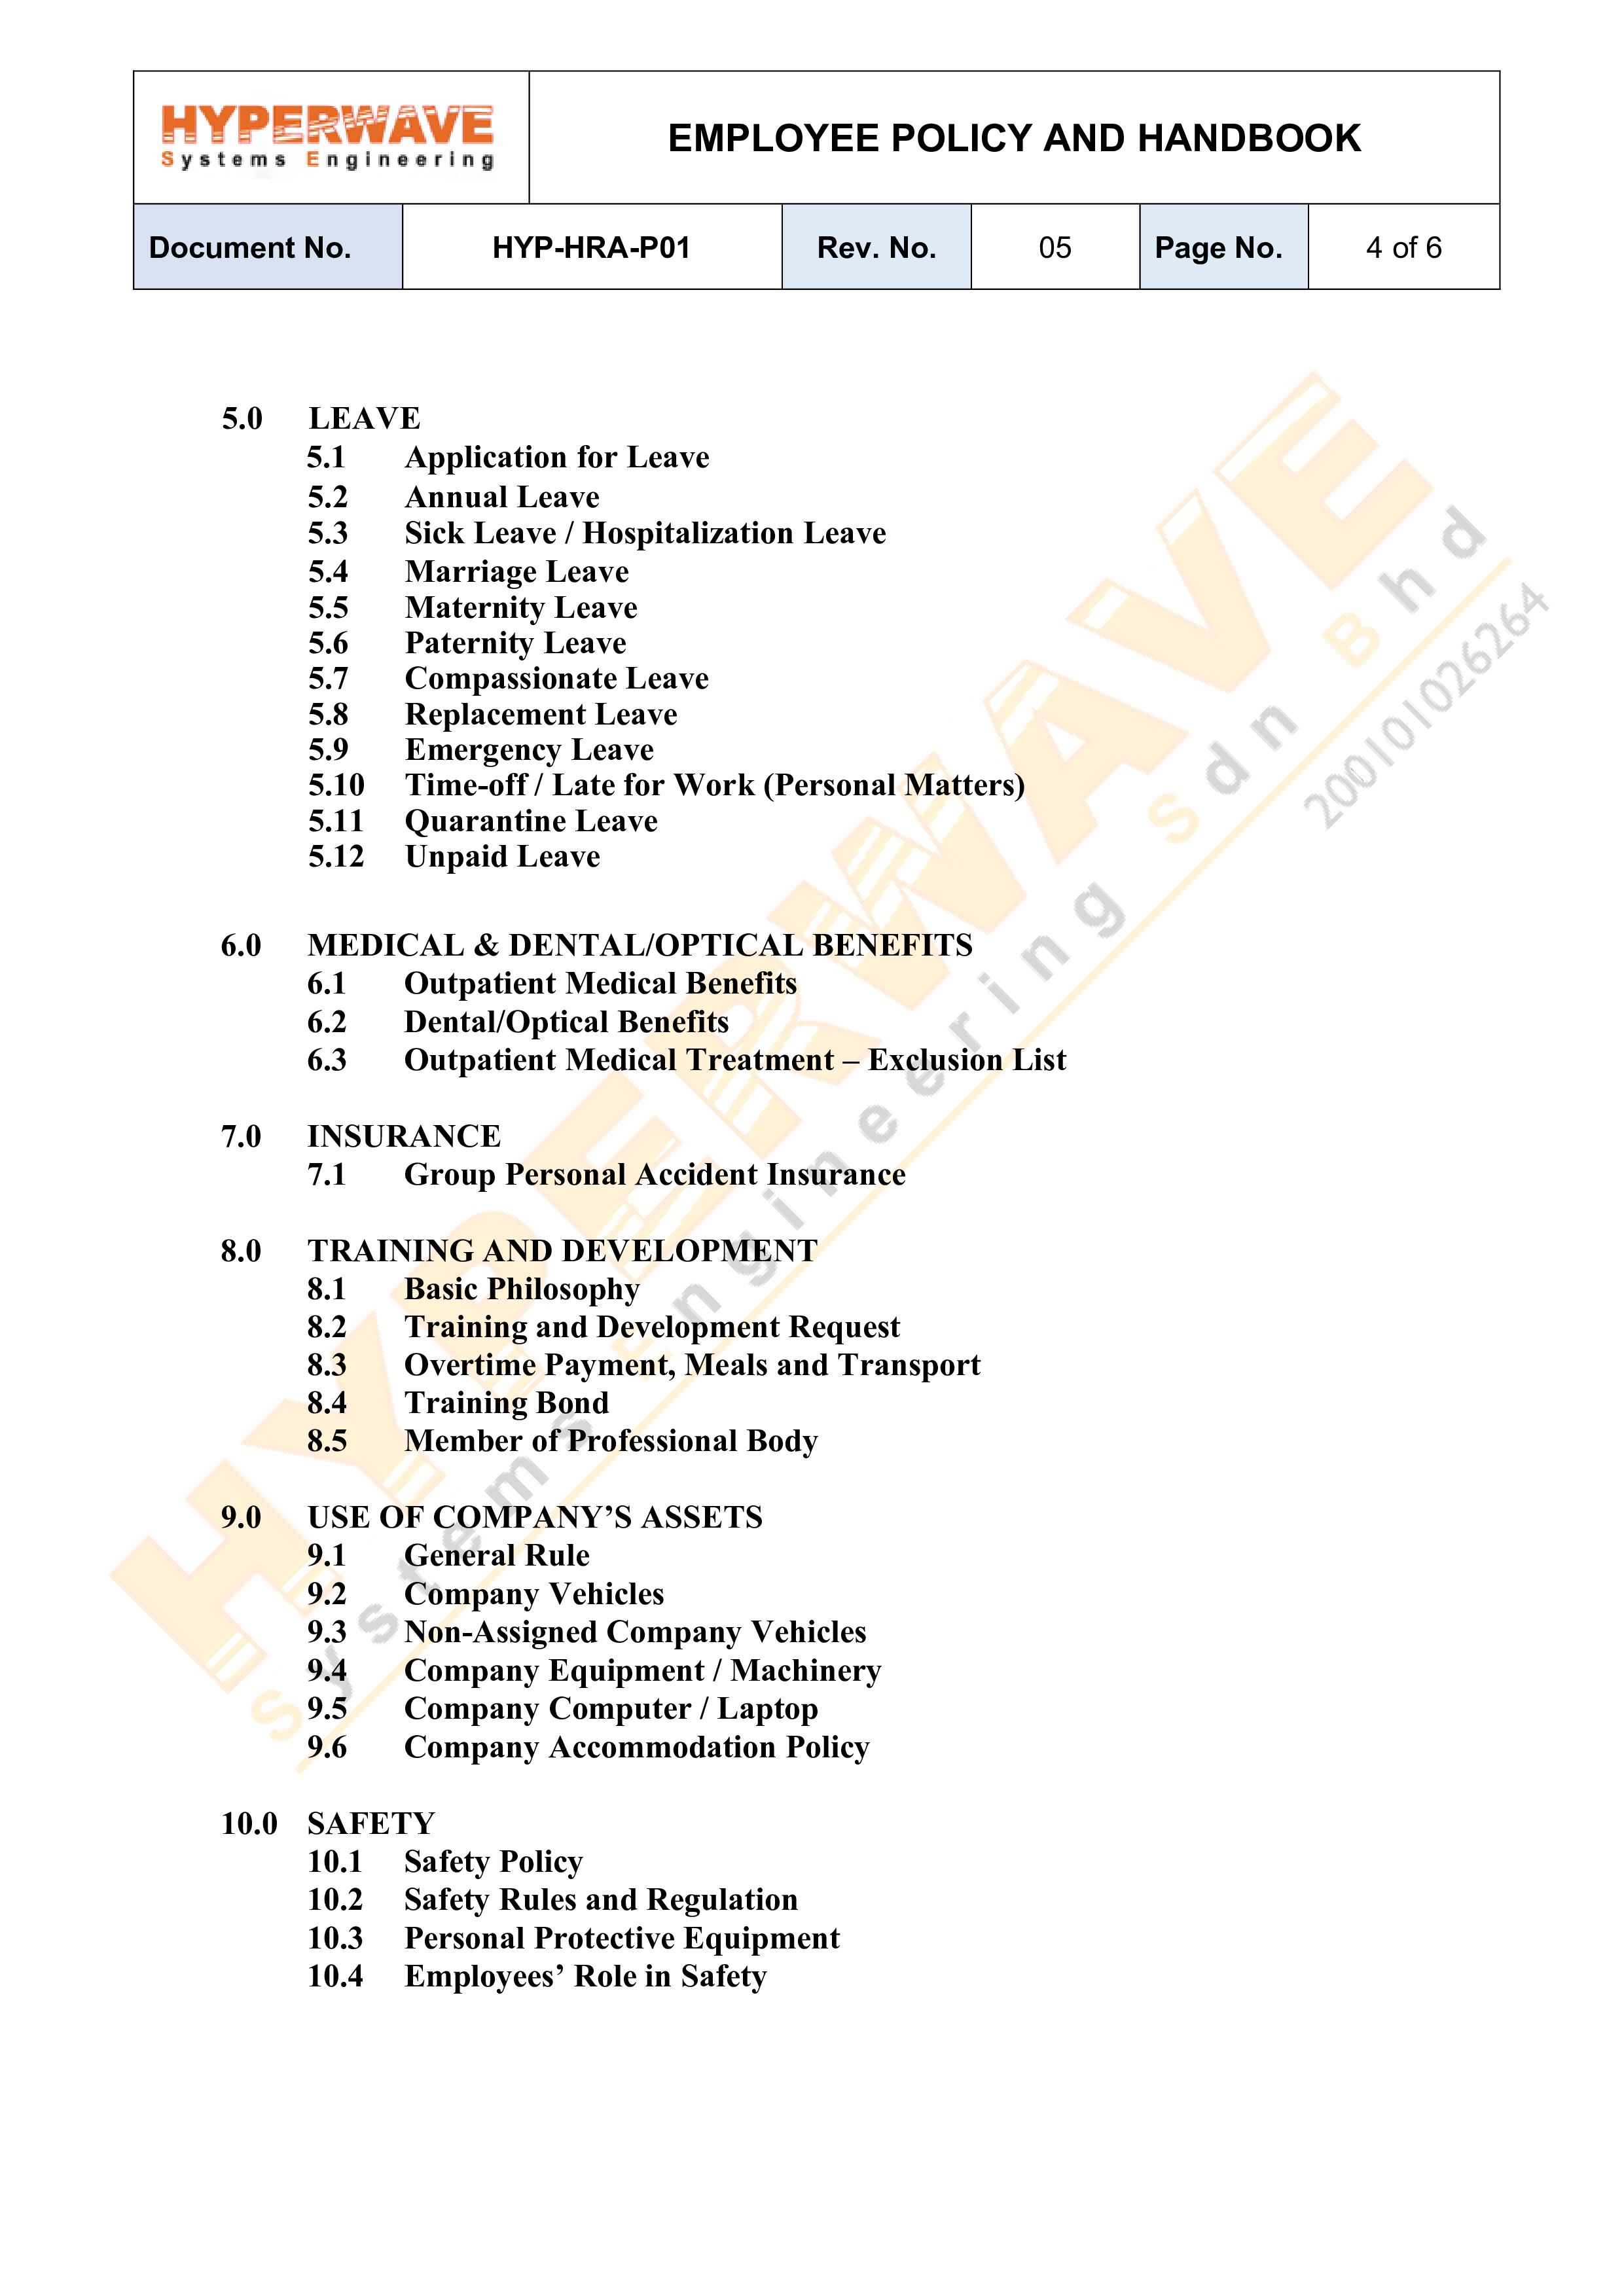 HYPERWAVE
Systems Engineering
EMPLOYEE POLICY AND HANDBOOK
Document No. HYP-HRA-P01 Rev. No. 05 Page No. 4 of 6
5.0 LEAVE
5.1 Application for Leave
5.2 Annual Leave
5.3 Sick Leave / Hospitalization Leave
5.4 Marriage Leave
5.5 Maternity Leave
5.6 Paternity Leave
5.7 Compassionate Leave
5.8 Replacement Leave
5.9 Emergency Leave
5.10 Time-off / Late for Work (Personal Matters)
5.11 Quarantine Leave
5.12 Unpaid Leave
6.0 MEDICAL & DENTAL/OPTICAL BENEFITS
6.1 Outpatient Medical Benefits
6.2 Dental/Optical Benefits
6.3 Outpatient Medical Treatment – Exclusion List
7.0 INSURANCE
7.1 Group Personal Accident Insurance
8.0 TRAINING AND DEVELOPMENT
8.1 Basic Philosophy
8.2 Training and Development Request
8.3 Overtime Payment, Meals and Transport
8.4 Training Bond
8.5 Member of Professional Body
9.0 USE OF COMPANY’S ASSETS
9.1 General Rule
9.2 Company Vehicles
9.3 Non-Assigned Company Vehicles
9.4 Company Equipment / Machinery
9.5 Company Computer / Laptop
9.6 Company Accommodation Policy
10.0 SAFETY
10.1 Safety Policy
10.2 Safety Rules and Regulation
10.3 Personal Protective Equipment
10.4 Employees’ Role in Safety
HYPERWAVE
Systems Engineering Sdn Bhd
200101026264